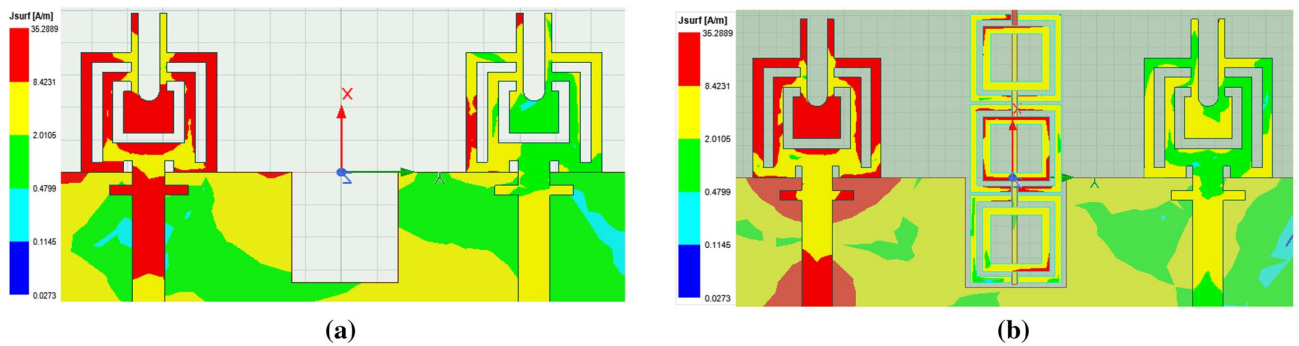 Jsurf [A/m]
35.2889
8.4231
2.0105
0.4799
0.1145
0.0273
X
Y
Z
(a)
Jsurf [A/m]
35.2889
8.4231
2.0105
0.4799
0.1145
0.0273
X
Y
Z
(b)